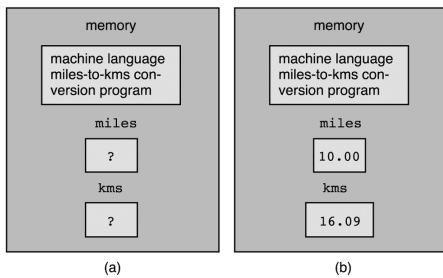 memory
machine language
miles-to-kms con-
version program
miles
?
kms
?
(a)
memory
machine language
miles-to-kms con-
version program
miles
10.00
kms
16.09
(b)